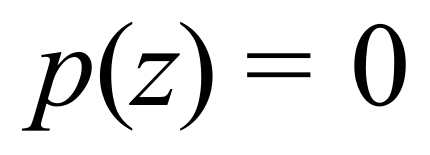 p(z) = 0